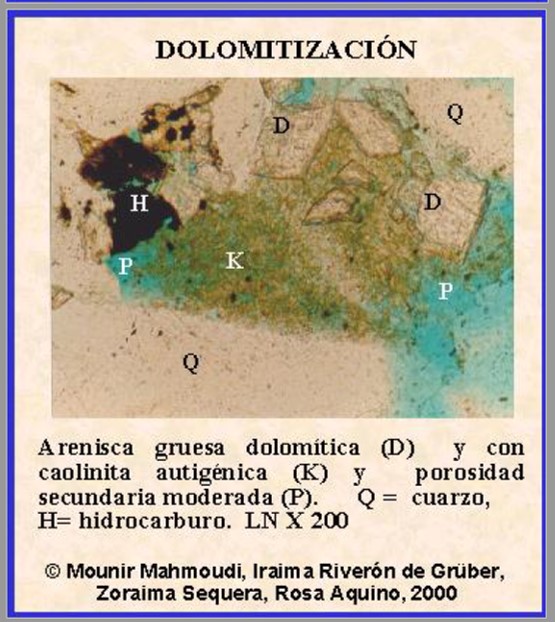 DOLOMITIZACIÓN
D
Q
D
H
P
K
P
Q
Arenisca gruesa dolomítica (D) y con
caolinita autigénica (K) y porosidad
secundaria moderada (P). Q = cuarzo,
H= hidrocarburo. LN X 200
© Mounir Mahmoudi, Iraima Riverón de Grüber,
Zoraima Sequera, Rosa Aquino, 2000